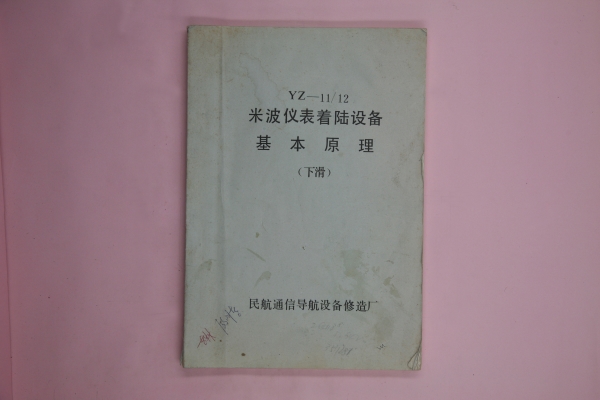 YZ—11/12
米波仪表着陆设备
基本原理
（下滑）
民航通信导航设备修造厂